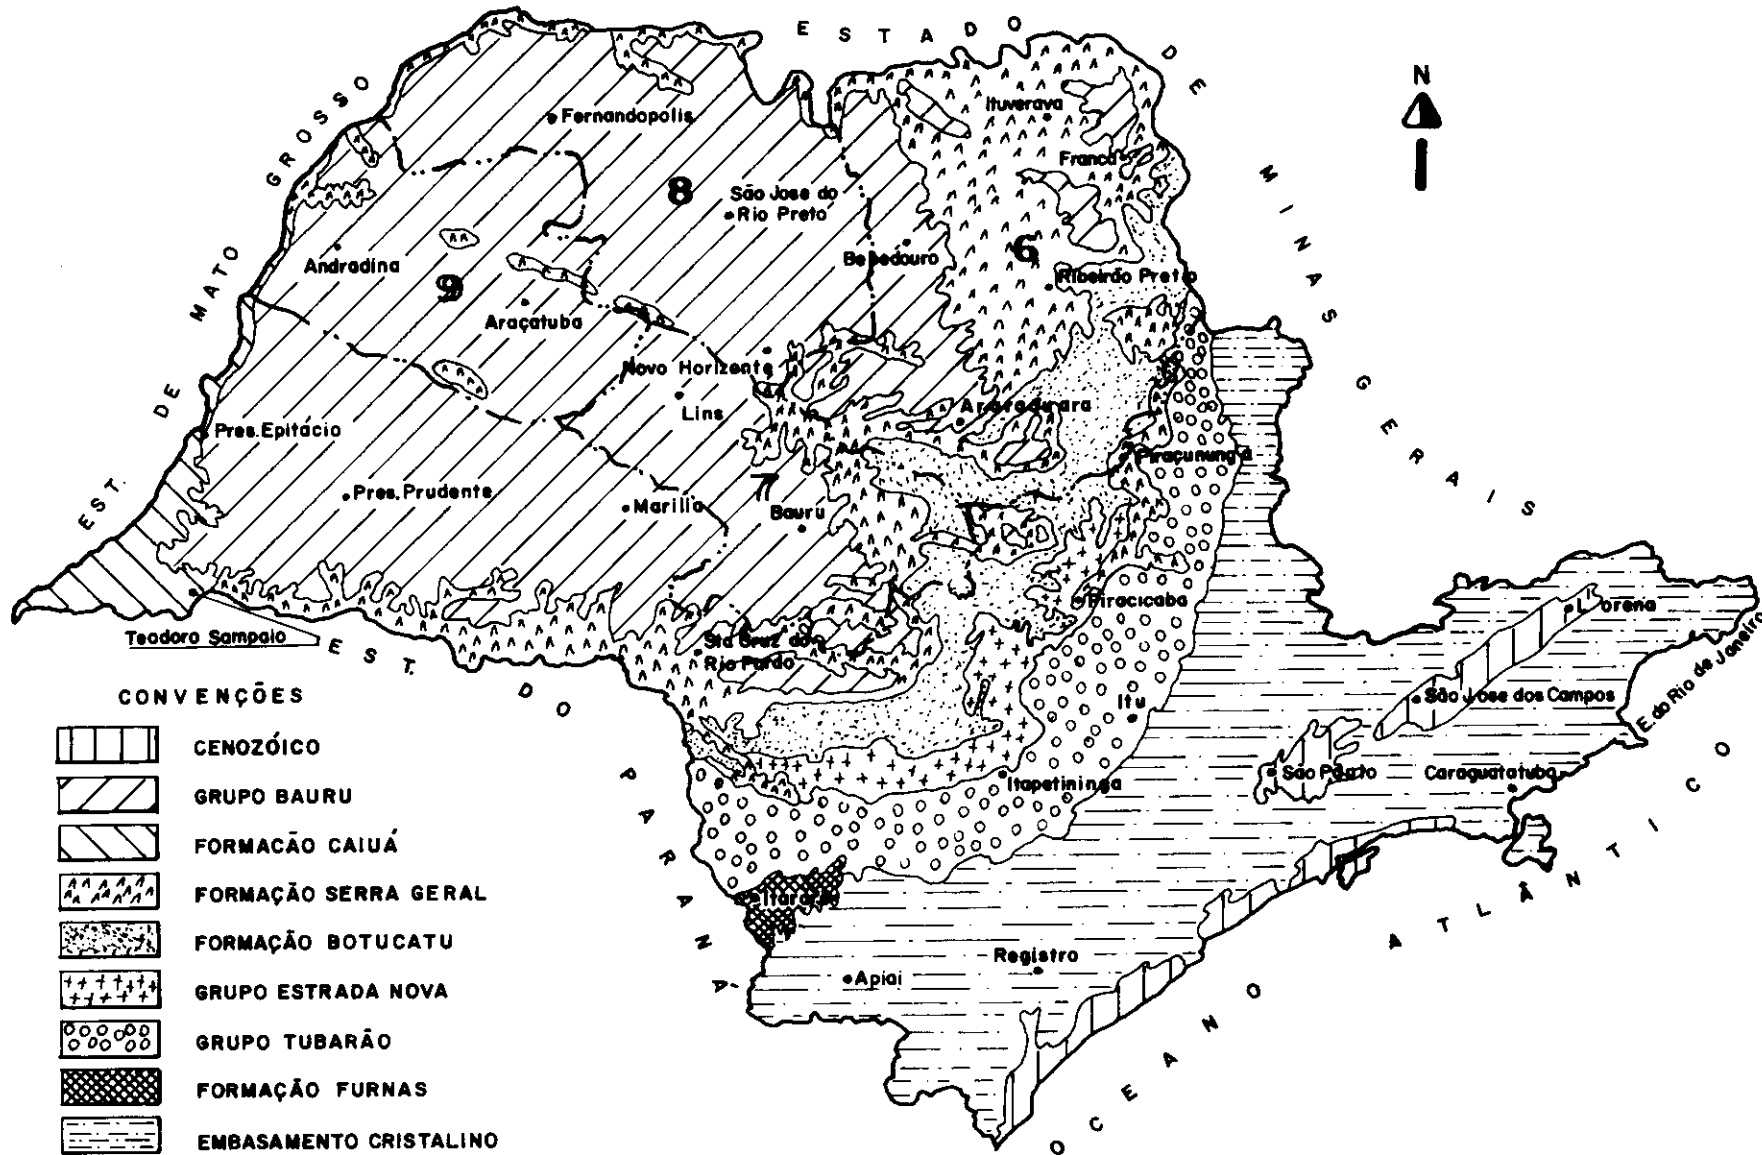 ESTADO DE MINAS GERAIS
N
EST. DE MATO GROSSO
Fernandopolis
Ituverava
Franca
8
São Jose do
Rio Preto
6
Andradina
9
Bebedouro
Ribeirão Preto
Araçatuba
Novo Horizente
Lins
Araraquara
Pres.Epitácio
Piraçununga
Pres. Prudente
Marilia
7
Bauru
Piracicaba
Lorena
Teodoro Sampaio
EST. DO PARANÁ
Sta Cruz do
Rio Pardo
E. do Rio de Janeiro
São Jose dos Campos
Itu
São Paulo
Caraguatatuba
Itapetininga
Itararé
Registro
Apiai
OCEANO ATLÂNTICO
CONVENÇÕES
CENOZÓICO
GRUPO BAURU
FORMACÃO CAIUÁ
FORMAÇÃO SERRA GERAL
FORMAÇÃO BOTUCATU
GRUPO ESTRADA NOVA
GRUPO TUBARÃO
FORMAÇÃO FURNAS
EMBASAMENTO CRISTALINO